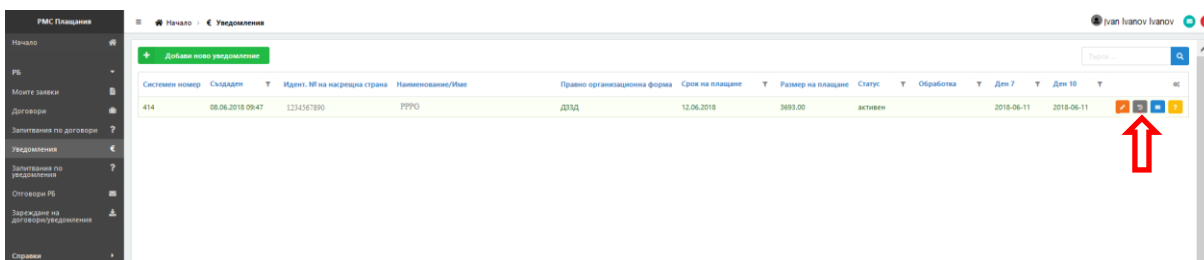 РМС Плащания
Начало › € Уведомления
Ivan Ivanov Ivanov
Начало
РБ
Моите заявки
Договори
Запитвания по договори ?
Уведомления €
Запитвания по уведомления ?
Отговори РБ
Зареждане на договори/уведомления
Справки
+ Добави ново уведомление
Търси ...
Системен номер Създаден Идент. № на насрещна страна Наименование/Име Правно организационна форма Срок на плащане Размер на плащане Статус Обработка Ден 7 Ден 10
414 08.06.2018 09:47 1234567890 PPPO ДЗЗД 12.06.2018 3693.00 активен 2018-06-11 2018-06-11 ?